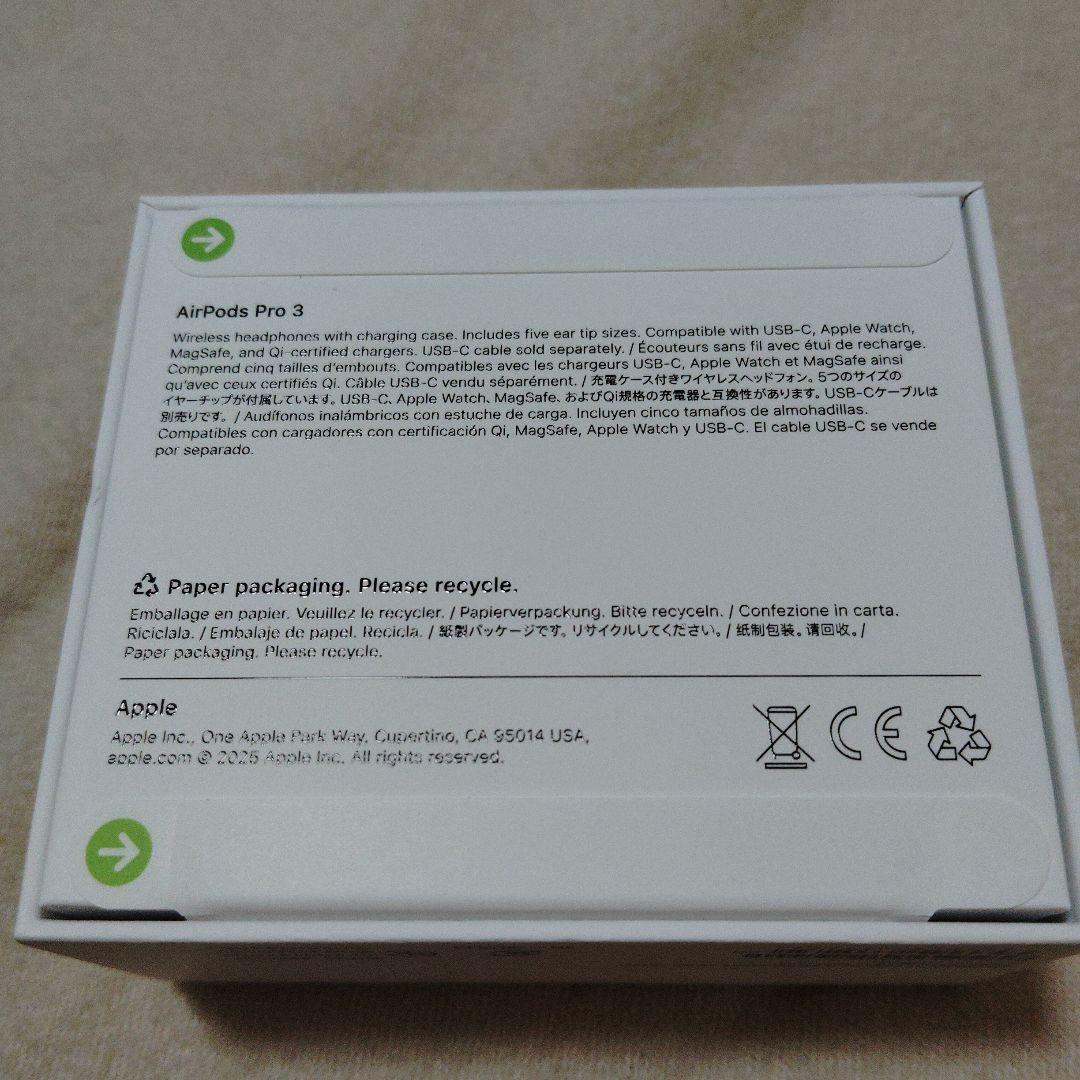 AirPods Pro 3
Wireless headphones with charging case. Includes five ear tip sizes. Compatible with USB-C, Apple Watch,
MagSafe, and Qi-certified chargers. USB-C cable sold separately. / Écouteurs sans fil avec étui de recharge.
Comprend cinq tailles d'embouts. Compatibles avec les chargeurs USB-C, Apple Watch et MagSafe ainsi
qu'avec ceux certifiés Qi. Câble USB-C vendu séparément. / 充電ケース付きワイヤレスヘッドフォン。5つのサイズの
イヤーチップが付属しています。USB-C、Apple Watch、MagSafe、およびQi規格の充電器と互換性があります。USB-Cケーブルは
別売りです。 / Audífonos inalámbricos con estuche de carga. Incluyen cinco tamaños de almohadillas.
Compatibles con cargadores con certificación Qi, MagSafe, Apple Watch y USB-C. El cable USB-C se vende
por separado.
Paper packaging. Please recycle.
Emballage en papier. Veuillez le recycler. / Papierverpackung. Bitte recyceln. / Confezione in carta.
Riciclala. / Embalaje de papel. Recicla. / 紙製パッケージです。リサイクルしてください。 / 纸制包装。请回收。 /
Paper packaging. Please recycle.
Apple
Apple Inc., One Apple Park Way, Cupertino, CA 95014 USA,
apple.com © 2025 Apple Inc. All rights reserved.
CE